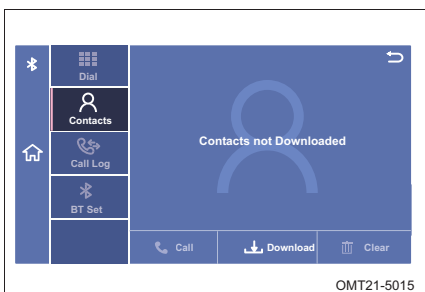 Dial
Contacts
Call Log
BT Set
Contacts not Downloaded
Call
Download
Clear
OMT21-5015